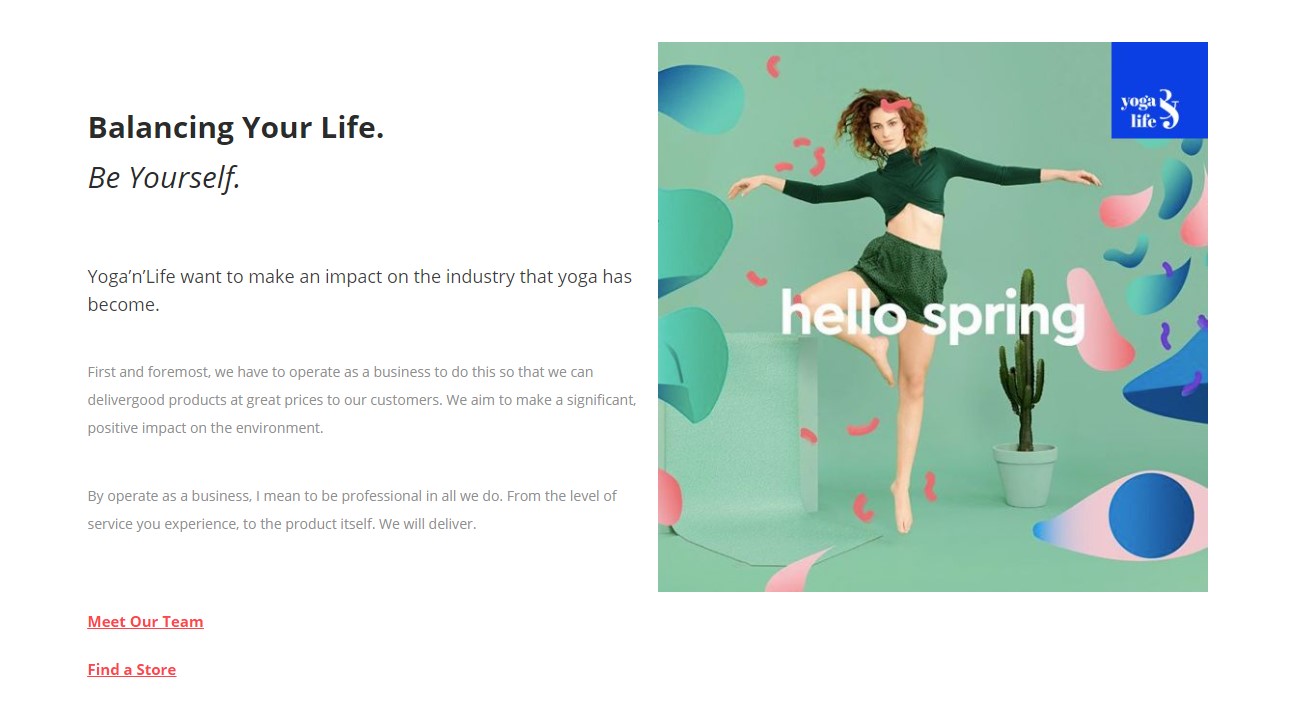 Balancing Your Life.
Be Yourself.
Yoga’n’Life want to make an impact on the industry that yoga has
become.
First and foremost, we have to operate as a business to do this so that we can
delivergood products at great prices to our customers. We aim to make a significant,
positive impact on the environment.
By operate as a business, I mean to be professional in all we do. From the level of
service you experience, to the product itself. We will deliver.
Meet Our Team
Find a Store
yoga &
life
hello spring